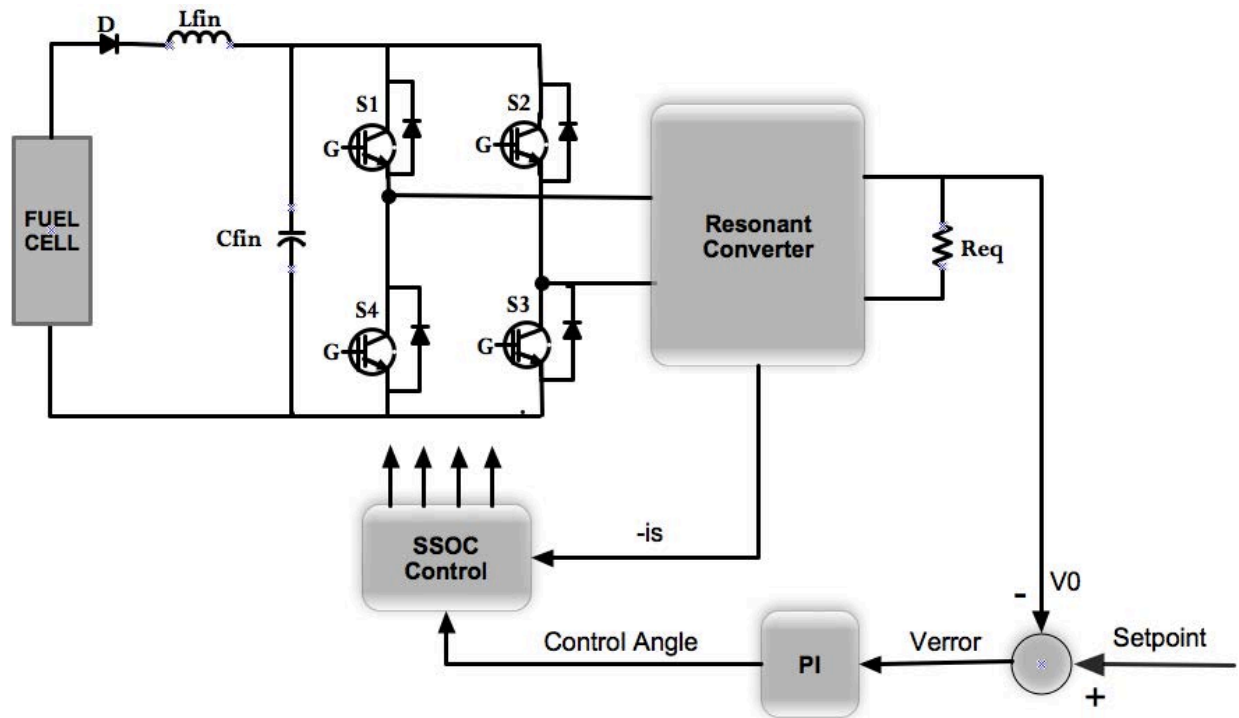 D
Lfin
S1
S2
G
G
FUEL
CELL
Cfin
Resonant
Converter
Req
S4
S3
G
G
SSOC
Control
-is
-
V0
Control Angle
PI
Verror
Setpoint
+